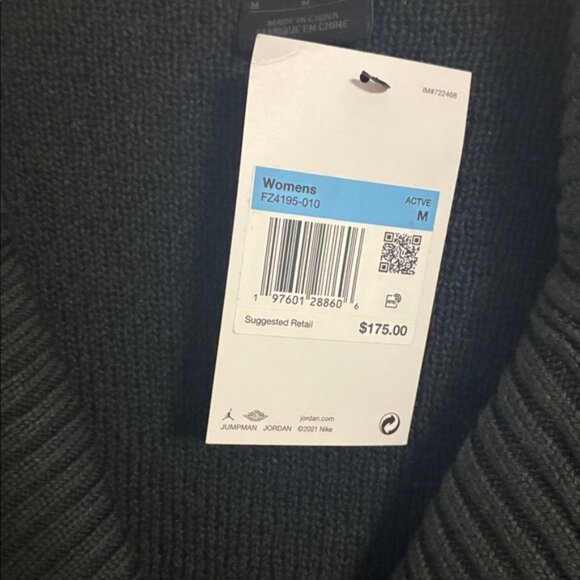 M M
MADE IN CHINA
FABRIQUE EN CHINE
IM#722468
Womens
FZ4195-010
ACTVE
M
1 97601 28860 6
Suggested Retail
$175.00
jordan.com
JUMPMAN JORDAN ©2021 Nike